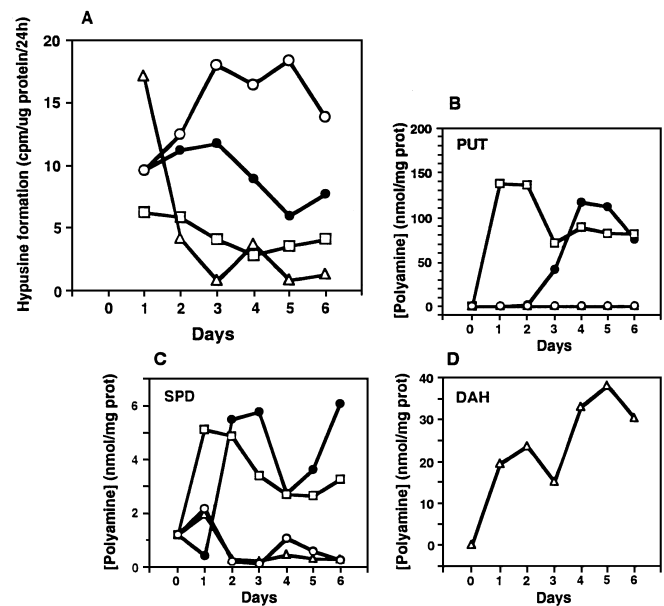 A
Hypusine formation (cpm/ug protein/24h)
20
15
10
5
0
0 1 2 3 4 5 6
Days
B
PUT
[Polyamine] (nmol/mg prot)
200
150
100
50
0
0 1 2 3 4 5 6
Days
C
SPD
[Polyamine] (nmol/mg prot)
6
4
2
0
0 1 2 3 4 5 6
Days
D
DAH
[Polyamine] (nmol/mg prot)
40
30
20
10
0
0 1 2 3 4 5 6
Days